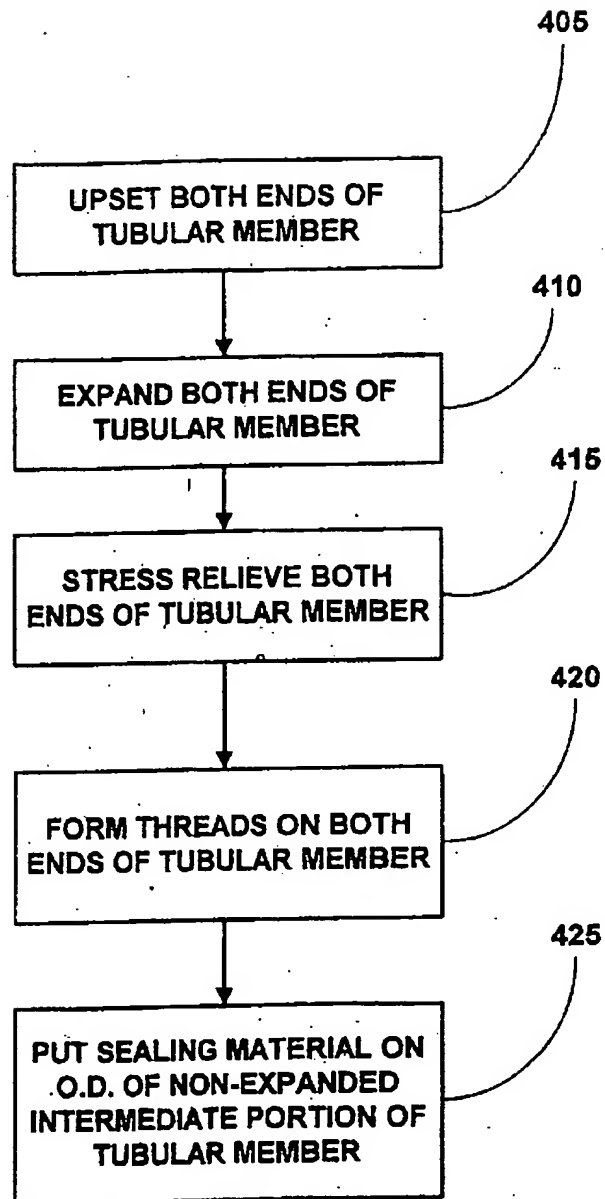 405
UPSET BOTH ENDS OF
TUBULAR MEMBER
410
EXPAND BOTH ENDS OF
TUBULAR MEMBER
415
STRESS RELIEVE BOTH
ENDS OF TUBULAR MEMBER
420
FORM THREADS ON BOTH
ENDS OF TUBULAR MEMBER
425
PUT SEALING MATERIAL ON
O.D. OF NON-EXPANDED
INTERMEDIATE PORTION OF
TUBULAR MEMBER